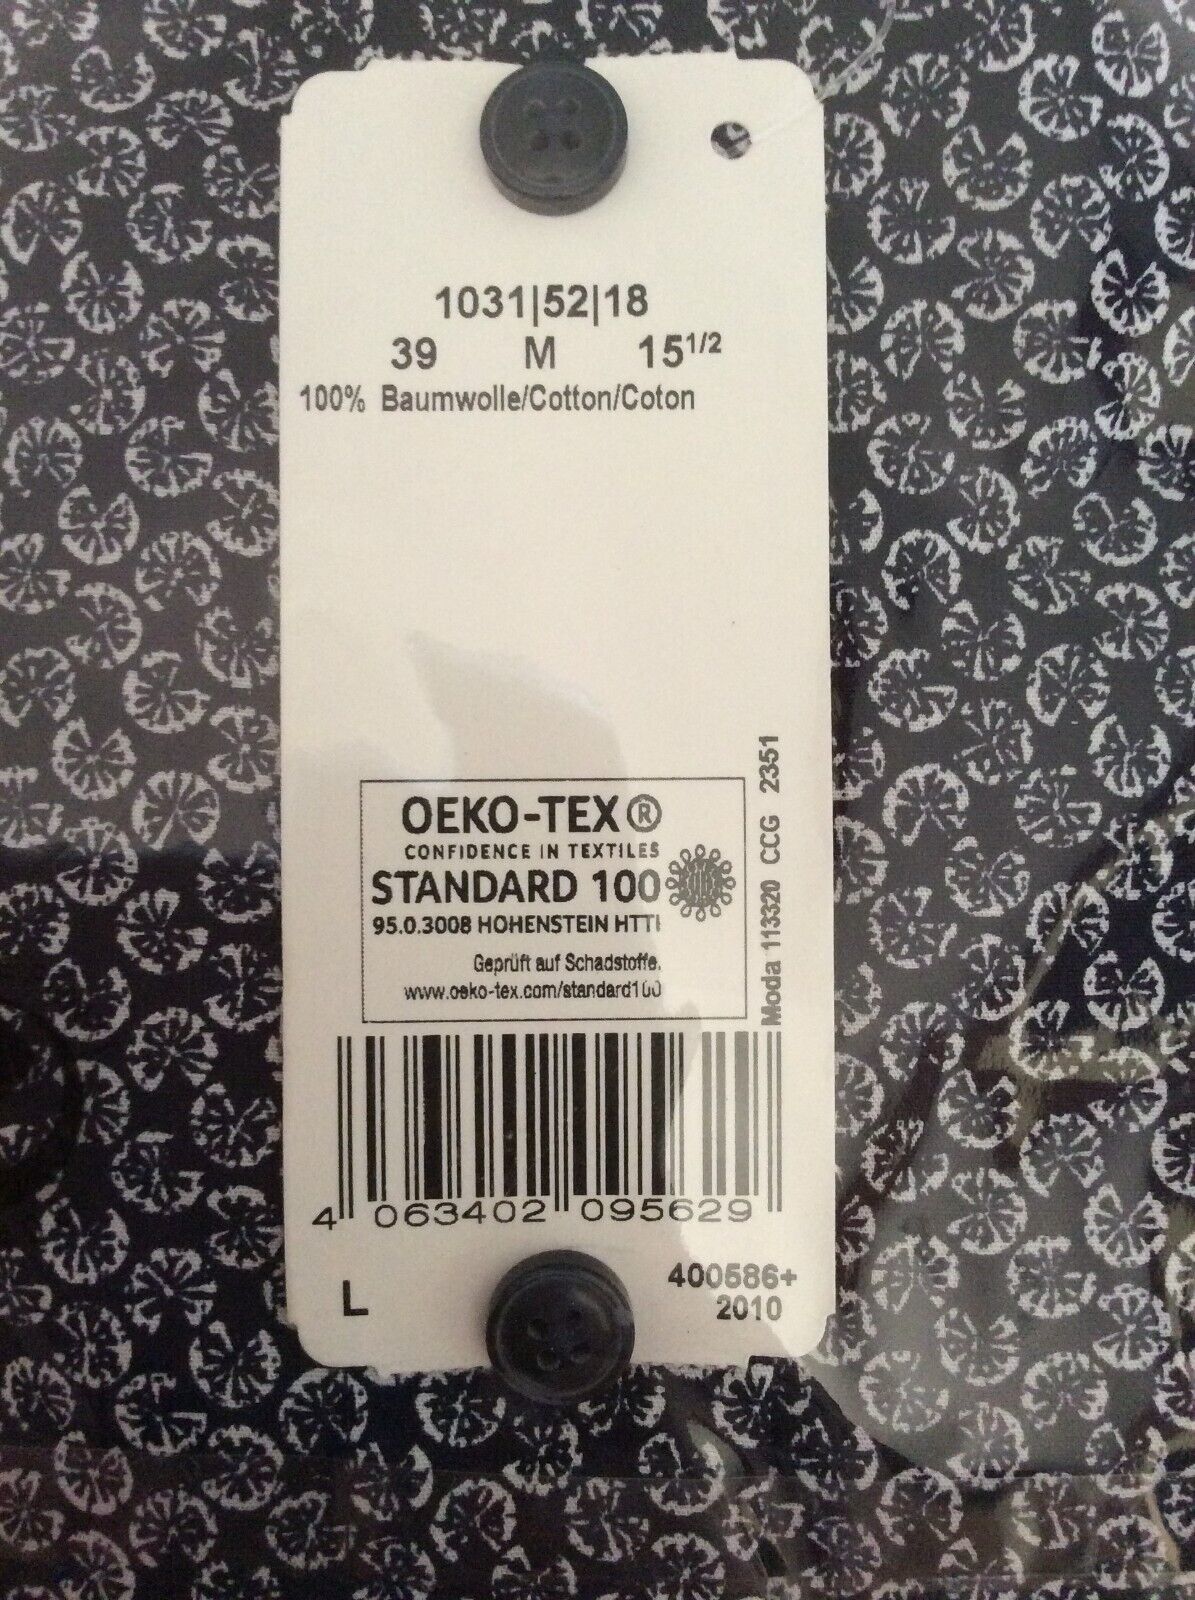 1031|52|18
39 M 15 1/2
100% Baumwolle/Cotton/Coton
OEKO-TEX®
CONFIDENCE IN TEXTILES
STANDARD 100
95.0.3008 HOHENSTEIN HTTI
Geprüft auf Schadstoffe.
www.oeko-tex.com/standard100
Moda 113320 CCG 2351
4 063402 095629
L
400586+
2010